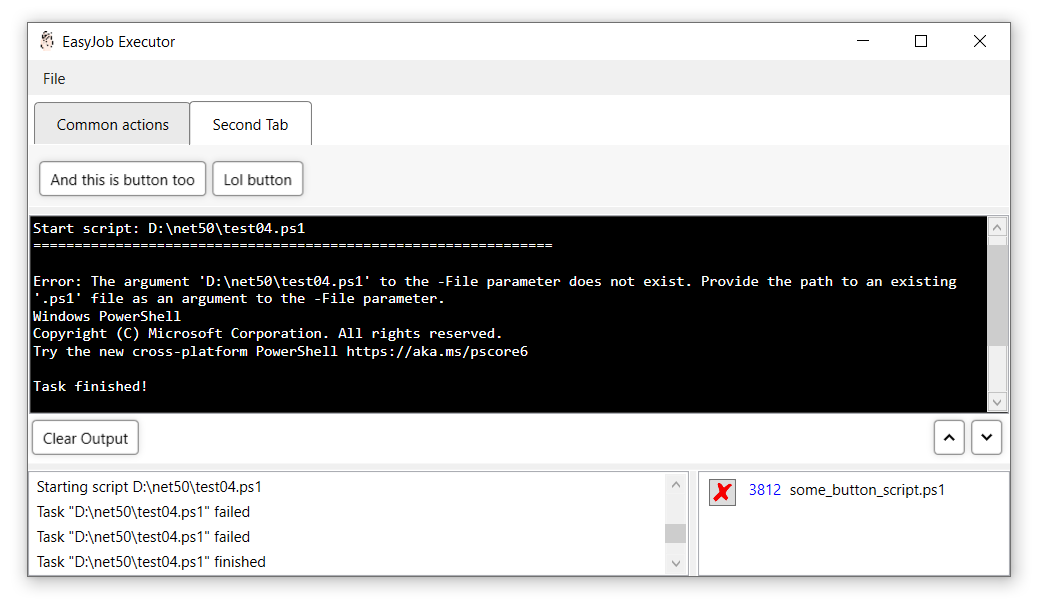 EasyJob Executor
File
Common actions
Second Tab
And this is button too
Lol button
Start script: D:\net50\test04.ps1
===============================================================
Error: The argument 'D:\net50\test04.ps1' to the -File parameter does not exist. Provide the path to an existing
'.ps1' file as an argument to the -File parameter.
Windows PowerShell
Copyright (C) Microsoft Corporation. All rights reserved.
Try the new cross-platform PowerShell https://aka.ms/pscore6
Task finished!
Clear Output
Starting script D:\net50\test04.ps1
Task "D:\net50\test04.ps1" failed
Task "D:\net50\test04.ps1" failed
Task "D:\net50\test04.ps1" finished
3812 some_button_script.ps1